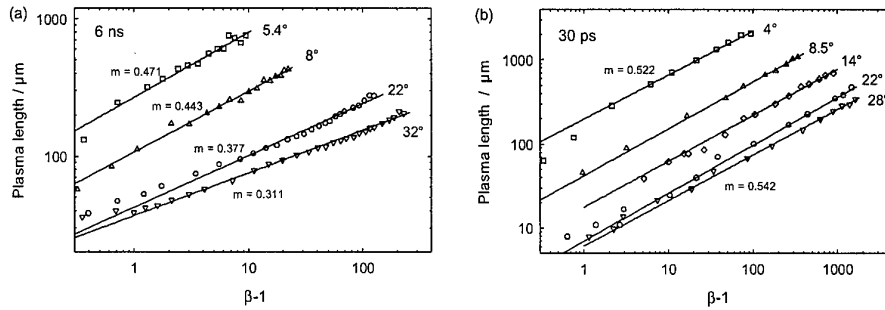 (a)
6 ns
5.4°
8°
22°
32°
m = 0.471
m = 0.443
m = 0.377
m = 0.311
Plasma length / µm
1000
100
1
10
100
β-1
(b)
30 ps
4°
8.5°
14°
22°
28°
m = 0.522
m = 0.542
Plasma length / µm
1000
100
10
1
10
100
1000
β-1